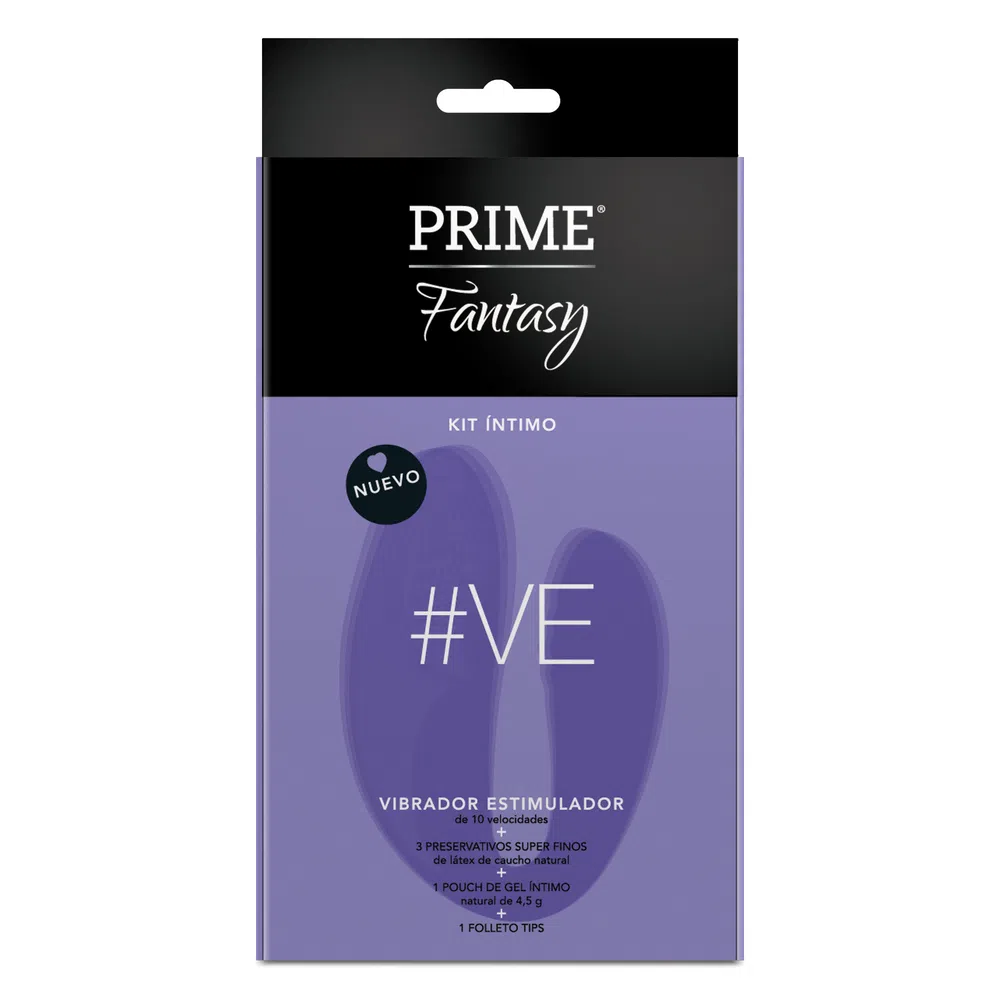 PRIME®
Fantasy
KIT ÍNTIMO
NUEVO
#VE
VIBRADOR ESTIMULADOR
de 10 velocidades
+
3 PRESERVATIVOS SUPER FINOS
de látex de caucho natural
+
1 POUCH DE GEL ÍNTIMO
natural de 4,5 g
+
1 FOLLETO TIPS